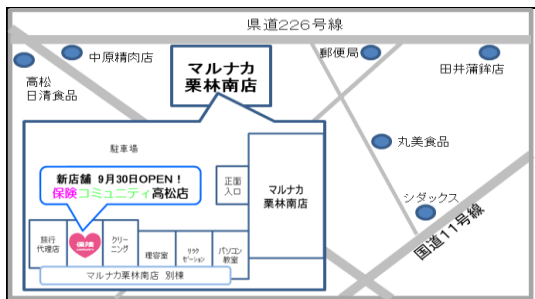 県道226号線
中原精肉店
高松
日清食品
マルナカ
栗林南店
郵便局
田井蒲鉾店
丸美食品
シダックス
国道11号線
駐車場
新店舗 9月30日OPEN！
保険コミュニティ高松店
正面
入口
マルナカ
栗林南店
旅行
代理店
保険
クリー
ニング
理容室
リラク
ゼーション
パソコン
教室
マルナカ栗林南店 別棟